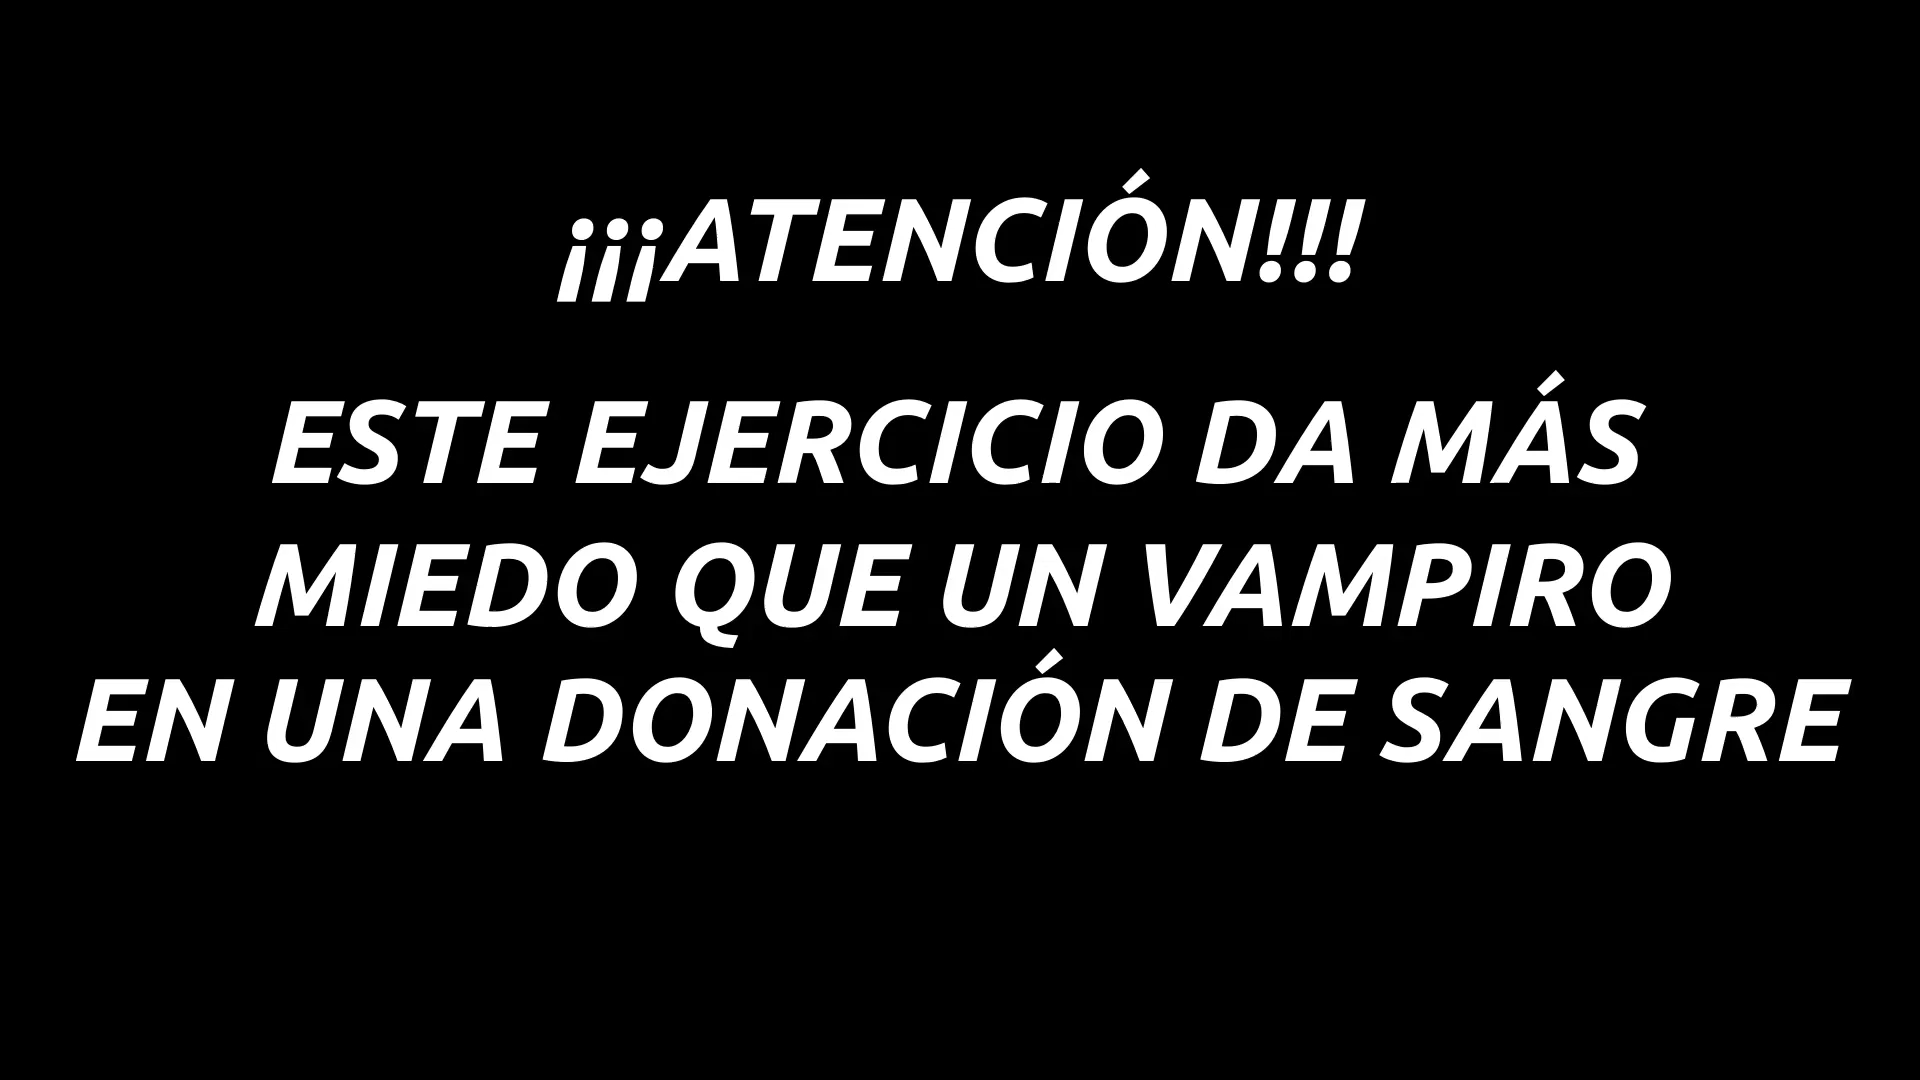 ¡¡¡ATENCIÓN!!!
ESTE EJERCICIO DA MÁS
MIEDO QUE UN VAMPIRO
EN UNA DONACIÓN DE SANGRE